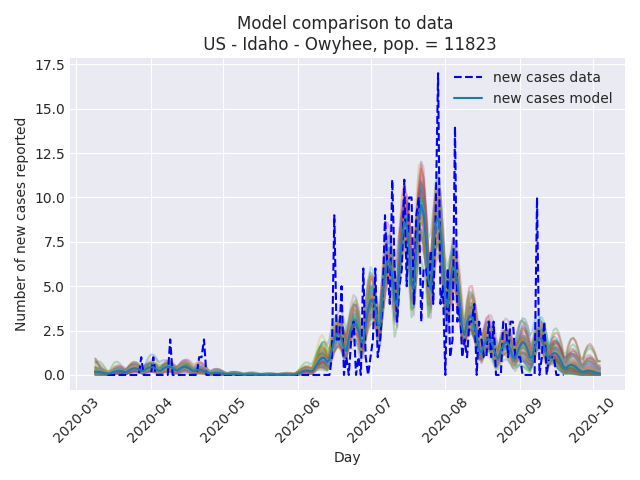 Model comparison to data
US - Idaho - Owyhee, pop. = 11823
new cases data
new cases model
17.5
15.0
12.5
10.0
7.5
5.0
2.5
0.0
Number of new cases reported
2020-03
2020-04
2020-05
2020-06
2020-07
2020-08
2020-09
2020-10
Day